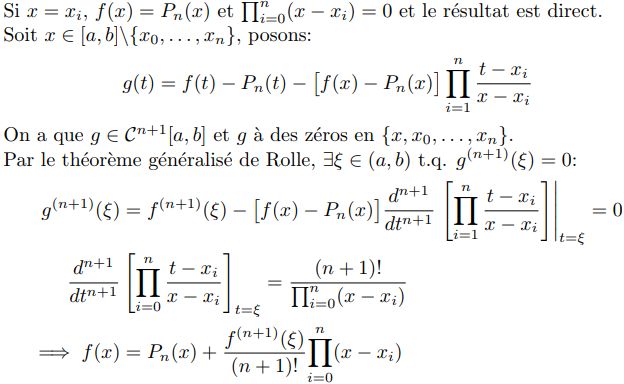 Si $x = x_i$, $f(x) = P_n(x)$ et $\prod_{i=0}^{n}(x - x_i) = 0$ et le résultat est direct.
Soit $x \in [a, b]\backslash\{x_0, \ldots, x_n\}$, posons:
$g(t) = f(t) - P_n(t) - \left[f(x) - P_n(x)\right] \prod_{i=1}^{n} \frac{t - x_i}{x - x_i}$
On a que $g \in \mathcal{C}^{n+1}[a, b]$ et $g$ à des zéros en $\{x, x_0, \ldots, x_n\}$.
Par le théorème généralisé de Rolle, $\exists \xi \in (a, b)$ t.q. $g^{(n+1)}(\xi) = 0$:
$g^{(n+1)}(\xi) = f^{(n+1)}(\xi) - \left[f(x) - P_n(x)\right] \frac{d^{n+1}}{dt^{n+1}} \left[\prod_{i=1}^{n} \frac{t - x_i}{x - x_i}\right]\Big|_{t=\xi} = 0$
$\frac{d^{n+1}}{dt^{n+1}} \left[\prod_{i=0}^{n} \frac{t - x_i}{x - x_i}\right]_{t=\xi} = \frac{(n+1)!}{\prod_{i=0}^{n}(x - x_i)}$
$\implies f(x) = P_n(x) + \frac{f^{(n+1)}(\xi)}{(n+1)!} \prod_{i=0}^{n}(x - x_i)$